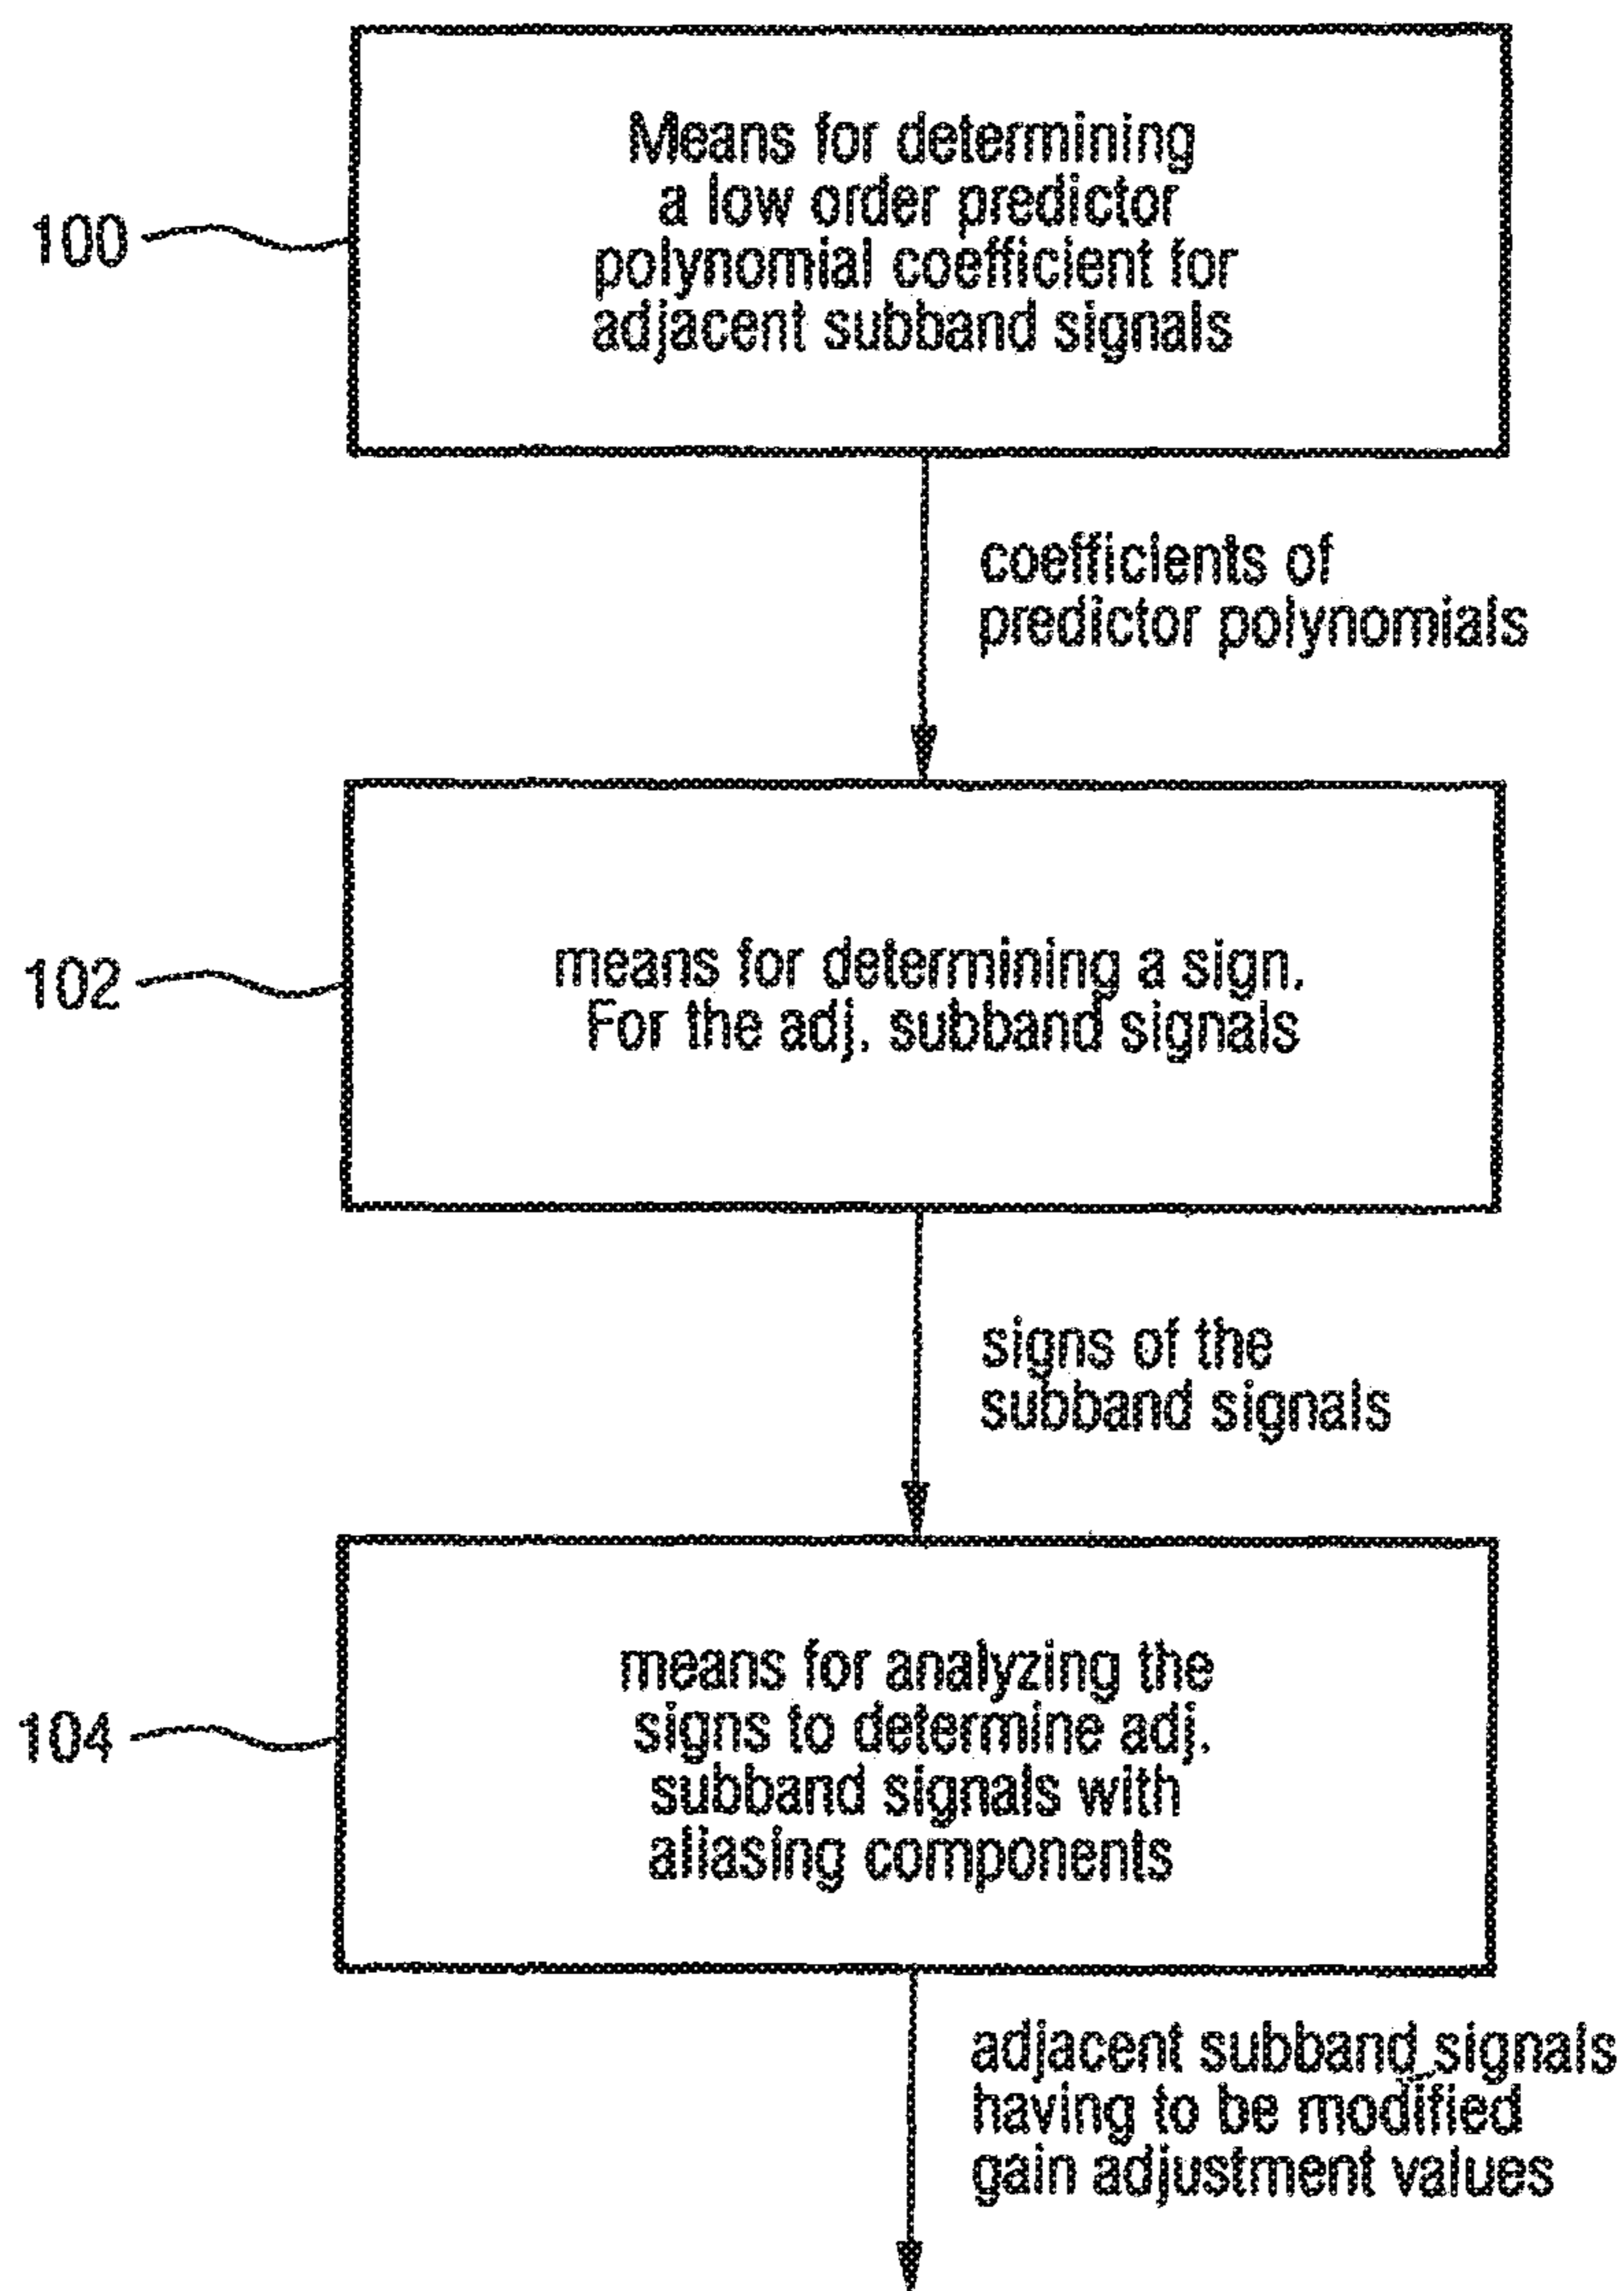 100
Means for determining
a low order predictor
polynomial coefficient for
adjacent subband signals
coefficients of
predictor polynomials
102
means for determining a sign.
For the adj. subband signals
signs of the
subband signals
104
means for analyzing the
signs to determine adj.
subband signals with
aliasing components
adjacent subband signals
having to be modified
gain adjustment values